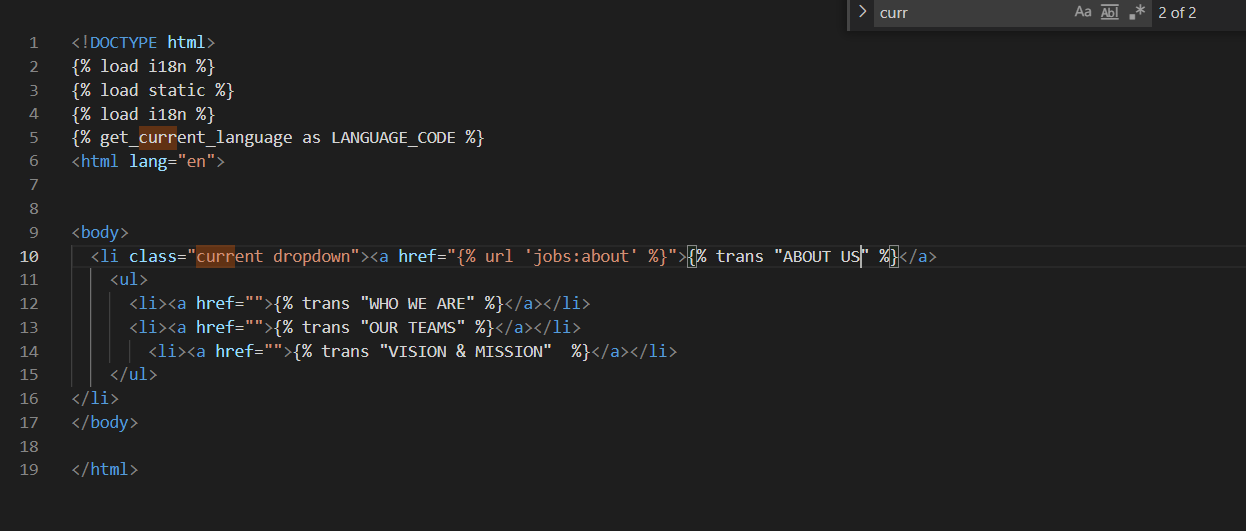 curr Aa Abl .* 2 of 2
1 <!DOCTYPE html>
2 {% load i18n %}
3 {% load static %}
4 {% load i18n %}
5 {% get_current_language as LANGUAGE_CODE %}
6 <html lang="en">
7
8
9 <body>
10 <li class="current dropdown"><a href="{% url 'jobs:about' %}">{% trans "ABOUT US" %}</a>
11 <ul>
12 <li><a href="">{% trans "WHO WE ARE" %}</a></li>
13 <li><a href="">{% trans "OUR TEAMS" %}</a></li>
14 <li><a href="">{% trans "VISION & MISSION"  %}</a></li>
15 </ul>
16 </li>
17 </body>
18
19 </html>